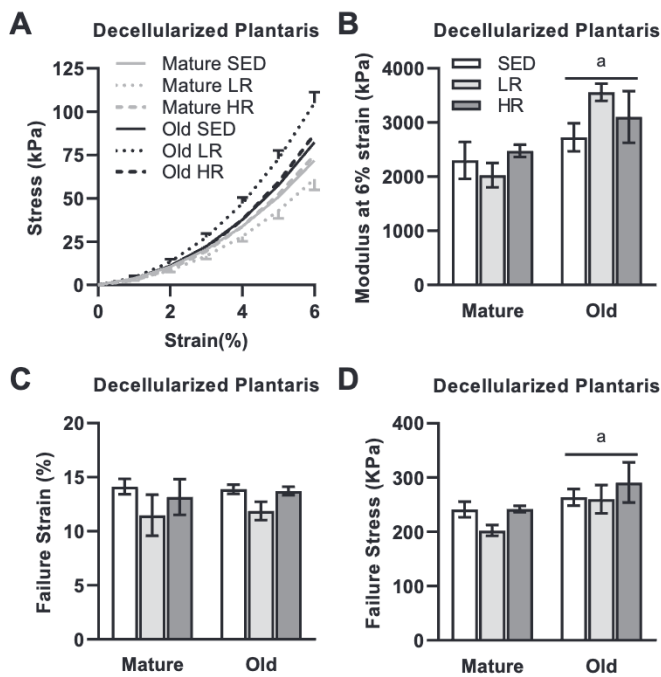 A
Decellularized Plantaris
Mature SED
Mature LR
Mature HR
Old SED
Old LR
Old HR
125
100
75
50
25
0
Stress (kPa)
0 2 4 6
Strain(%)
B
Decellularized Plantaris
SED
LR
HR
a
4000
3000
2000
1000
0
Modulus at 6% strain (kPa)
Mature Old
C
Decellularized Plantaris
20
15
10
5
0
Failure Strain (%)
Mature Old
D
Decellularized Plantaris
a
400
300
200
100
0
Failure Stress (KPa)
Mature Old